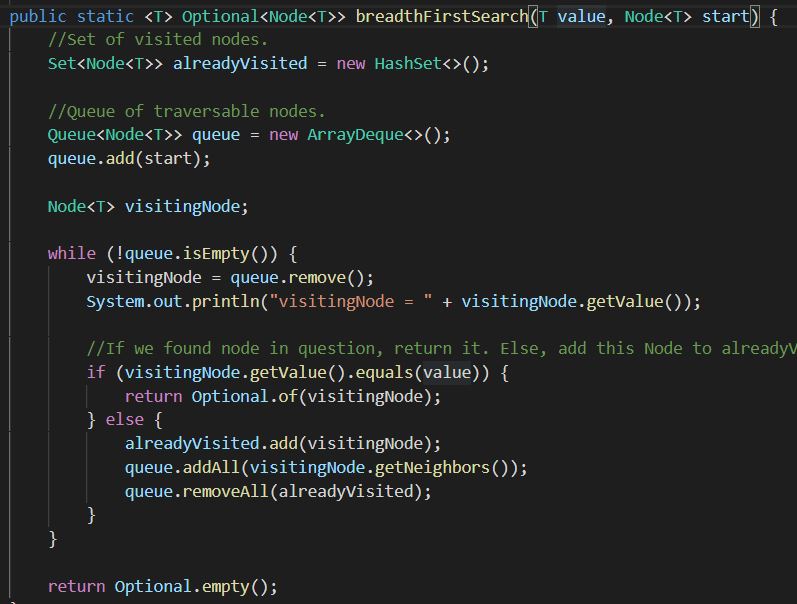 public static <T> Optional<Node<T>> breadthFirstSearch(T value, Node<T> start) {
//Set of visited nodes.
Set<Node<T>> alreadyVisited = new HashSet<>();
//Queue of traversable nodes.
Queue<Node<T>> queue = new ArrayDeque<>();
queue.add(start);
Node<T> visitingNode;
while (!queue.isEmpty()) {
visitingNode = queue.remove();
System.out.println("visitingNode = " + visitingNode.getValue());
//If we found node in question, return it. Else, add this Node to alreadyV
if (visitingNode.getValue().equals(value)) {
return Optional.of(visitingNode);
} else {
alreadyVisited.add(visitingNode);
queue.addAll(visitingNode.getNeighbors());
queue.removeAll(alreadyVisited);
}
}
return Optional.empty();